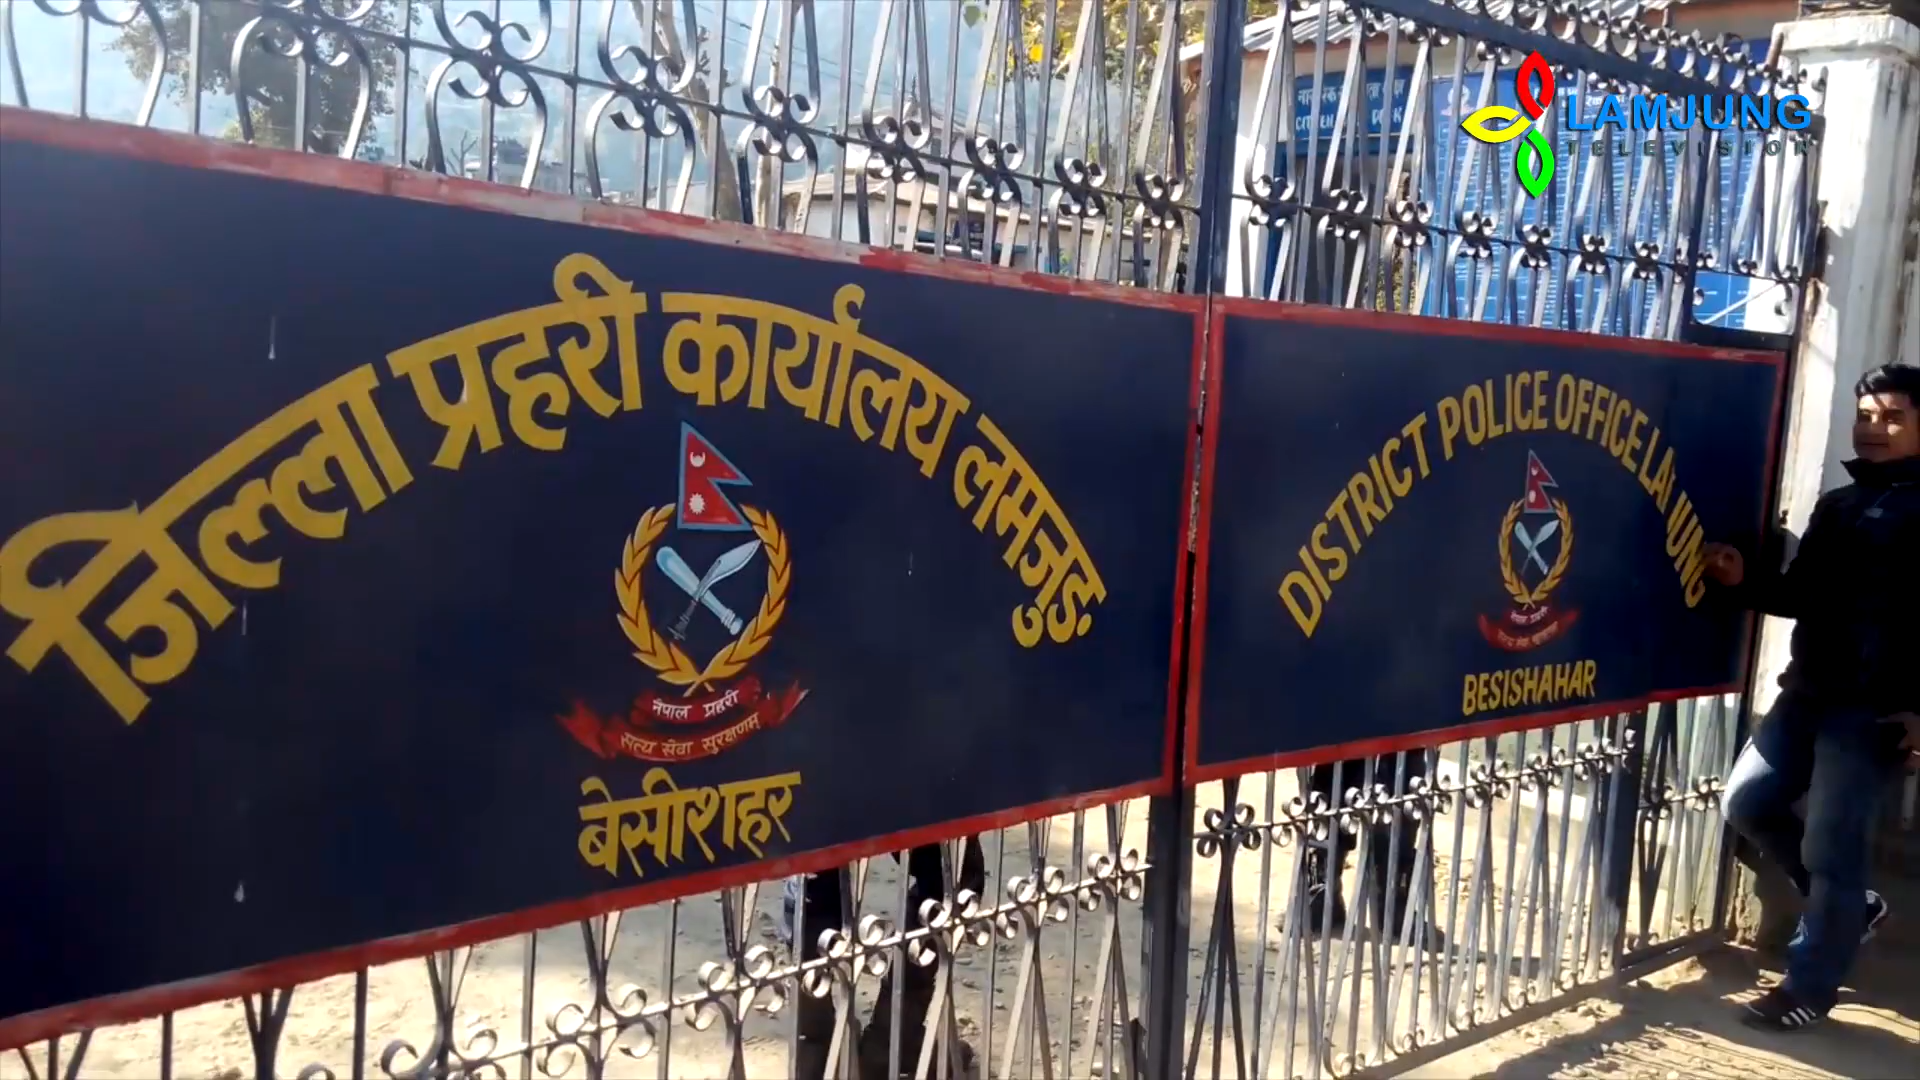 जिल्ला प्रहरी कार्यालय लमजुङ
नेपाल प्रहरी
सत्य सेवा सुरक्षणम्
बेसीशहर
DISTRICT POLICE OFFICE LAMJUNG
BESISHAHAR
LAMJUNG
TELEVISION